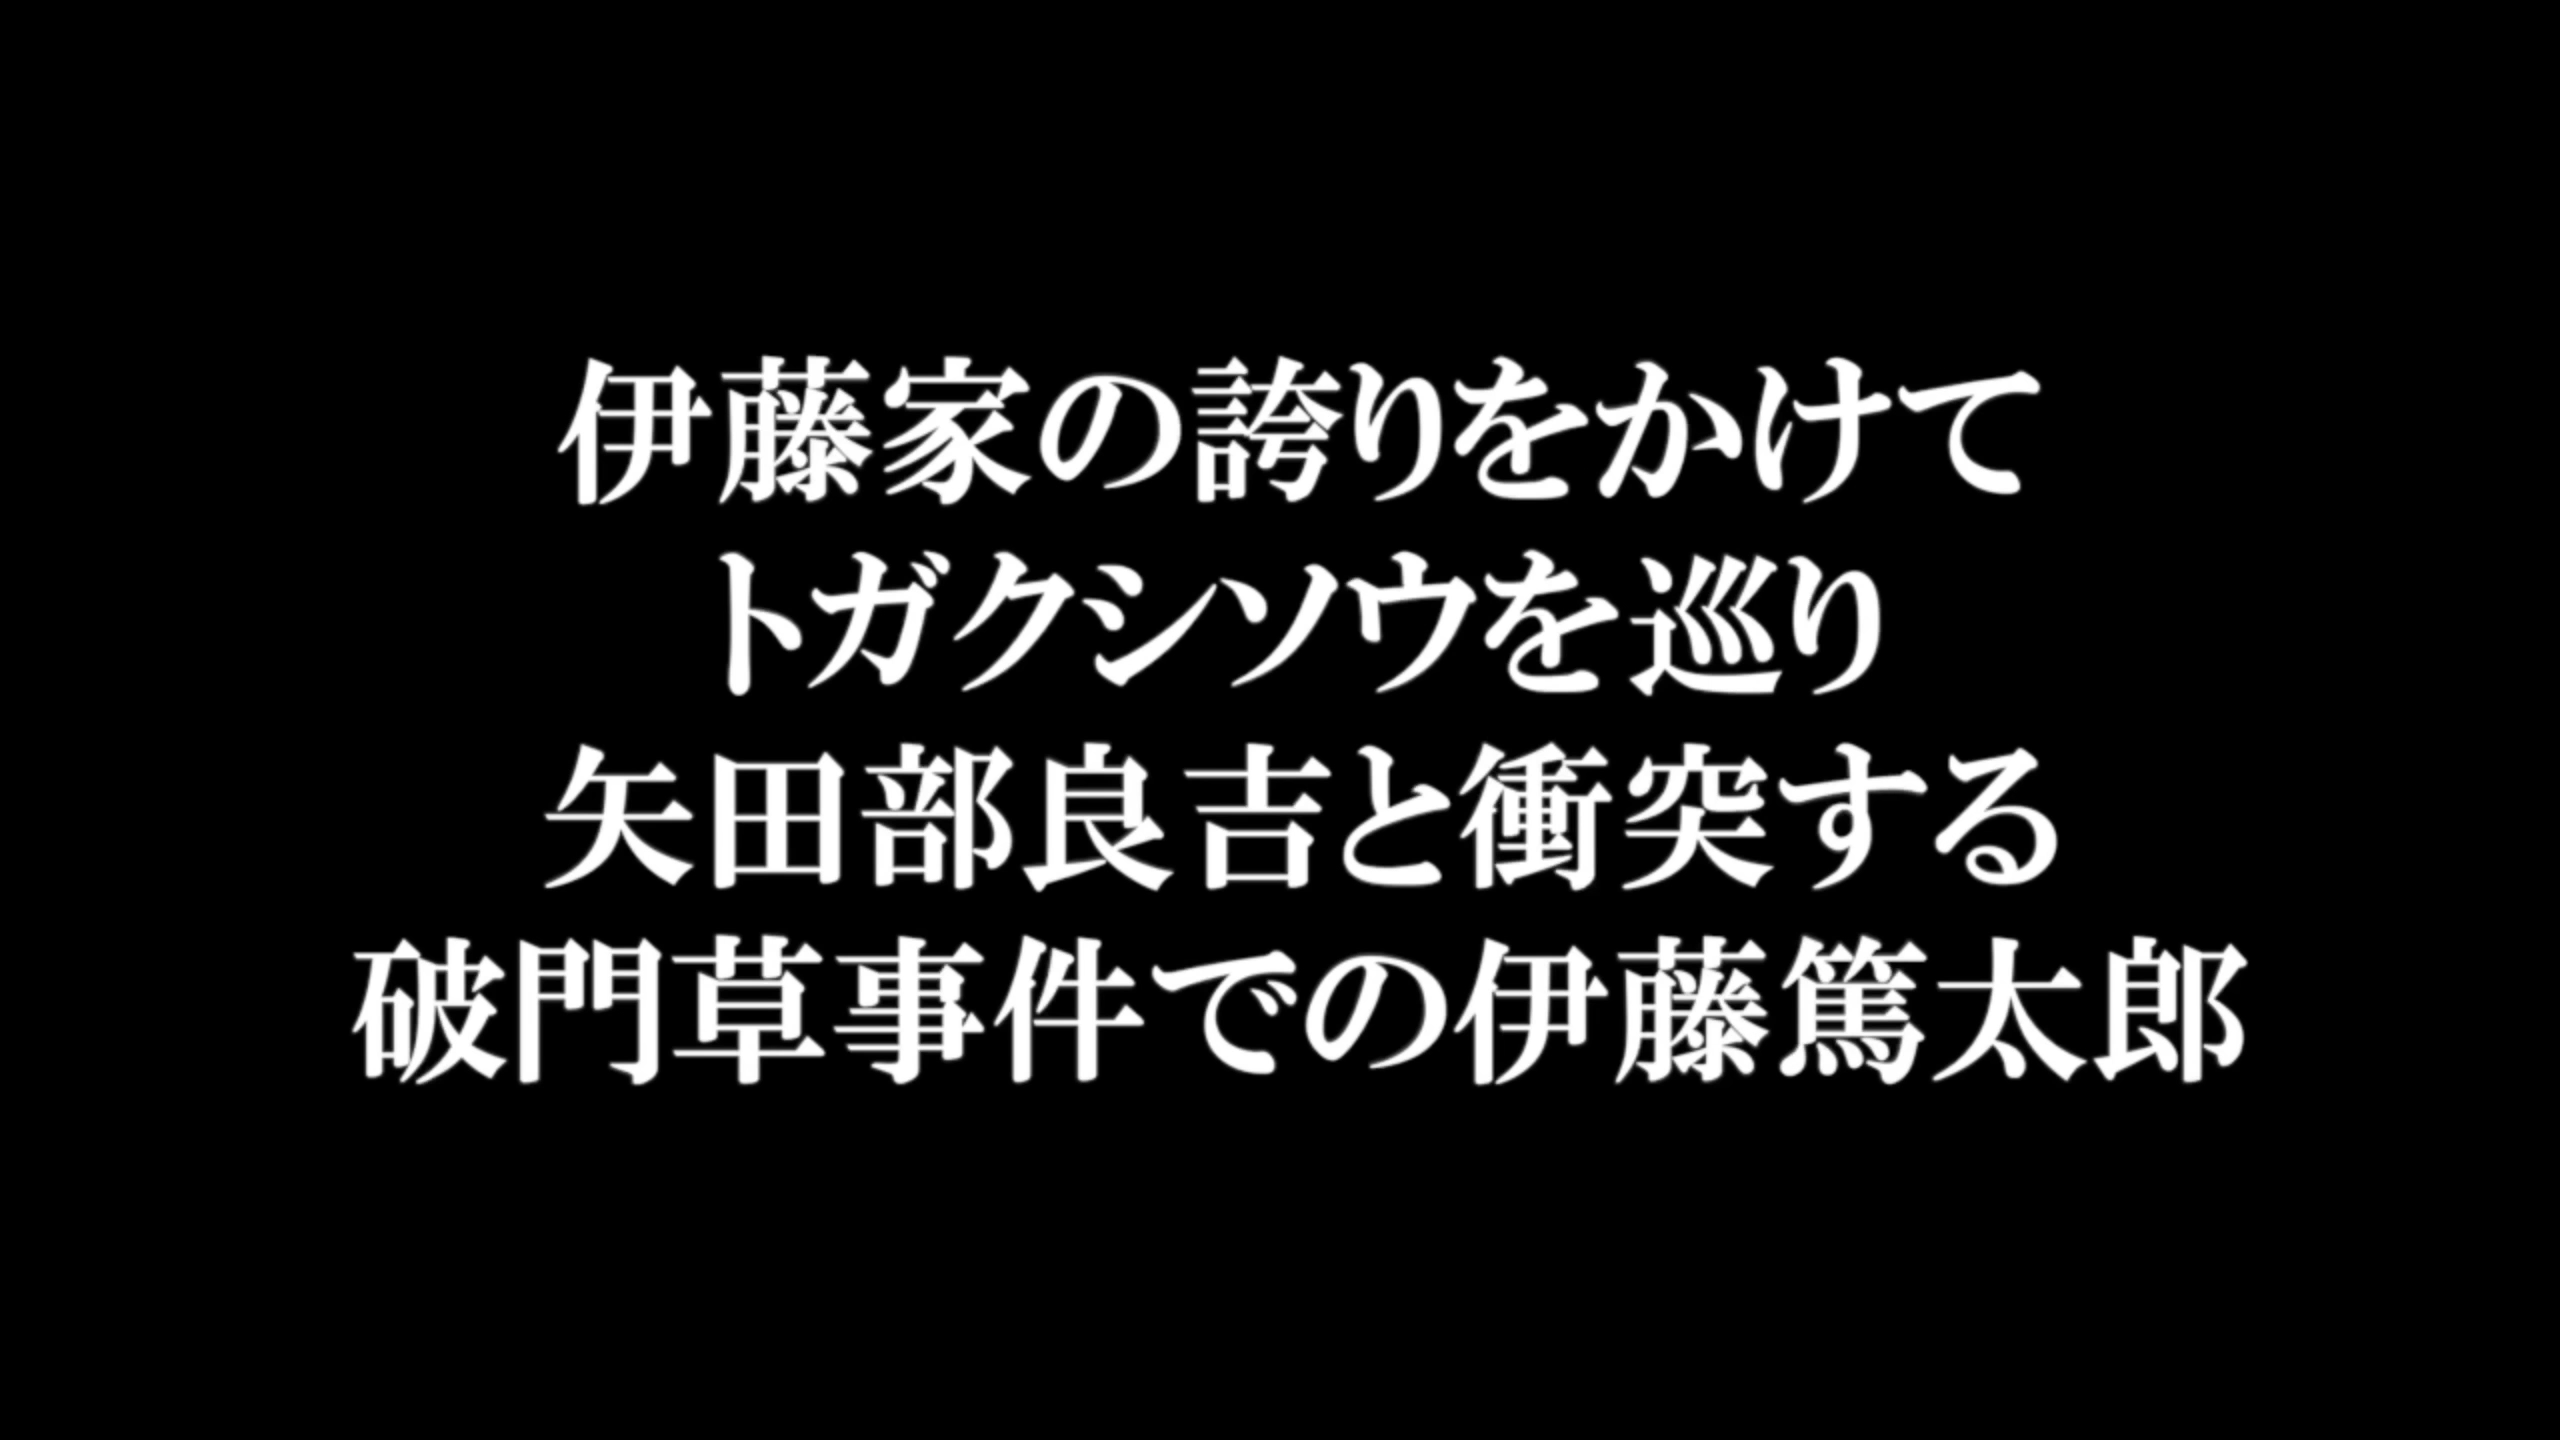 伊藤家の誇りをかけて
トガクシソウを巡り
矢田部良吉と衝突する
破門草事件での伊藤篤太郎